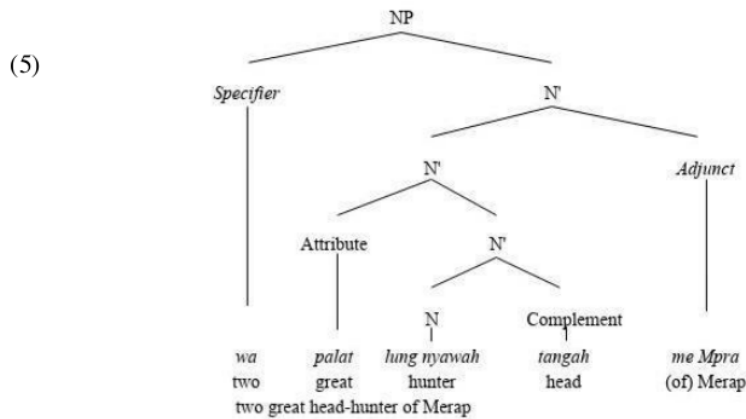 NP
(5)
Specifier N'
N' Adjunct
Attribute N'
N Complement
wa palat lung nyawah tangah me Mpra
two great hunter head (of) Merap
two great head-hunter of Merap